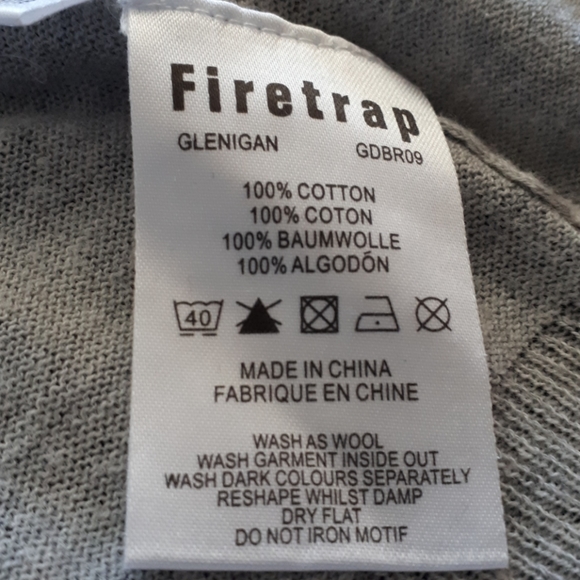 Firetrap
GLENIGAN GDBR09
100% COTTON
100% COTON
100% BAUMWOLLE
100% ALGODÓN
40
MADE IN CHINA
FABRIQUE EN CHINE
WASH AS WOOL
WASH GARMENT INSIDE OUT
WASH DARK COLOURS SEPARATELY
RESHAPE WHILST DAMP
DRY FLAT
DO NOT IRON MOTIF